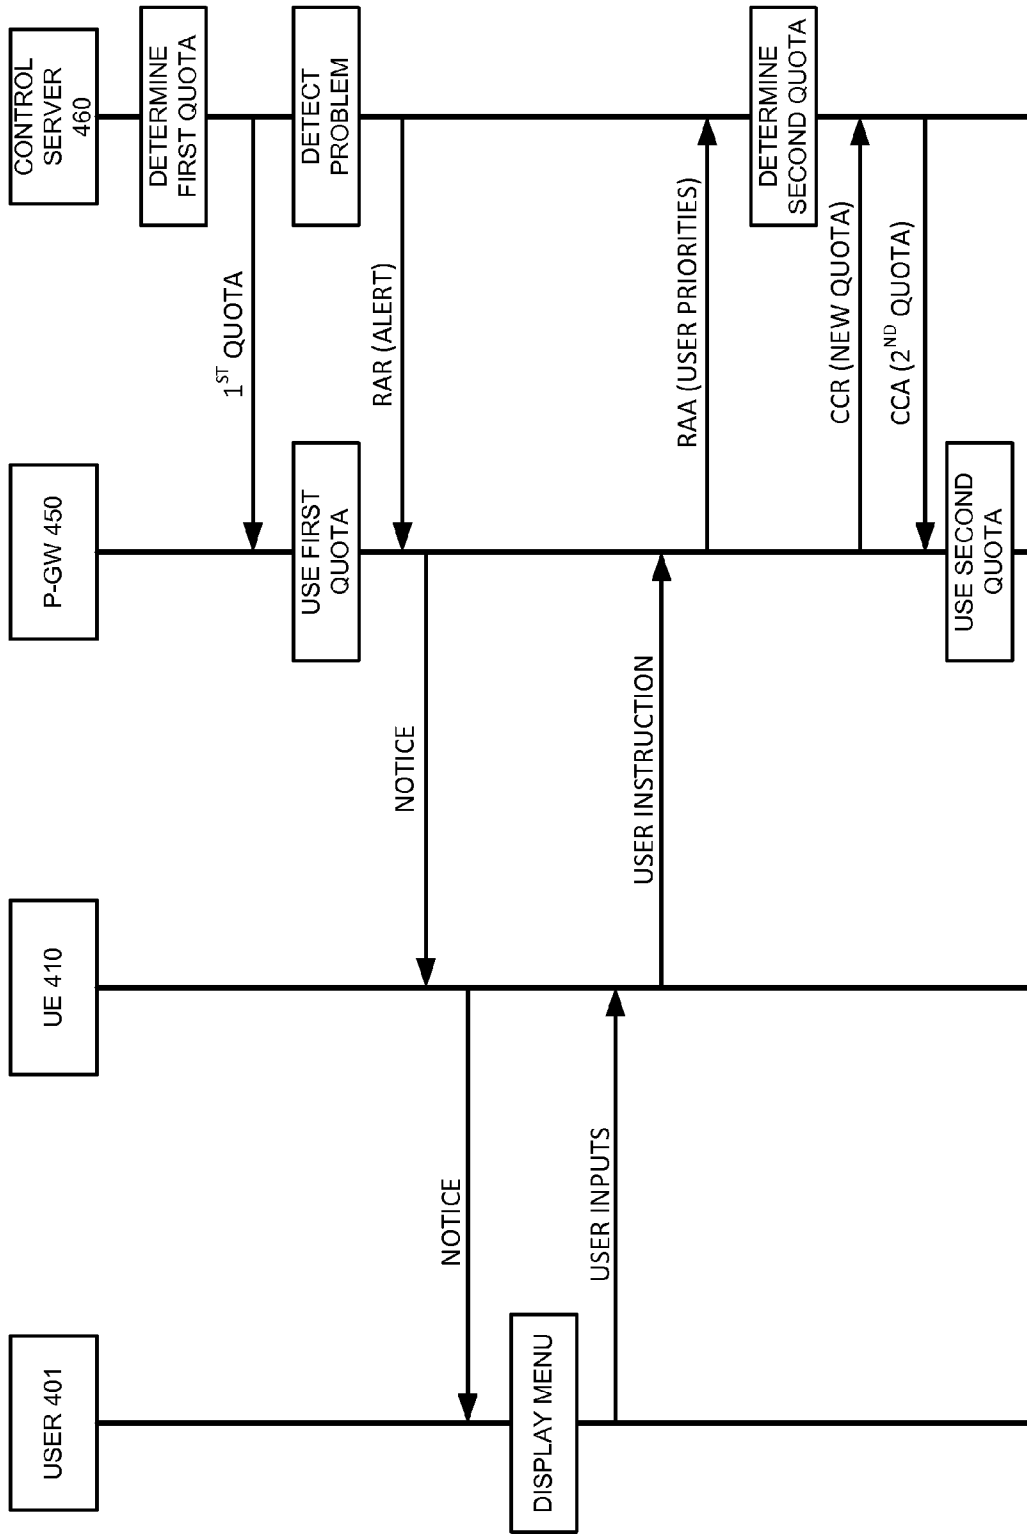 USER 401
UE 410
P-GW 450
CONTROL
SERVER
460
DETERMINE
FIRST QUOTA
1ST QUOTA
USE FIRST
QUOTA
DETECT
PROBLEM
RAR (ALERT)
NOTICE
NOTICE
DISPLAY MENU
USER INPUTS
USER INSTRUCTION
RAA (USER PRIORITIES)
DETERMINE
SECOND QUOTA
CCR (NEW QUOTA)
CCA (2ND QUOTA)
USE SECOND
QUOTA